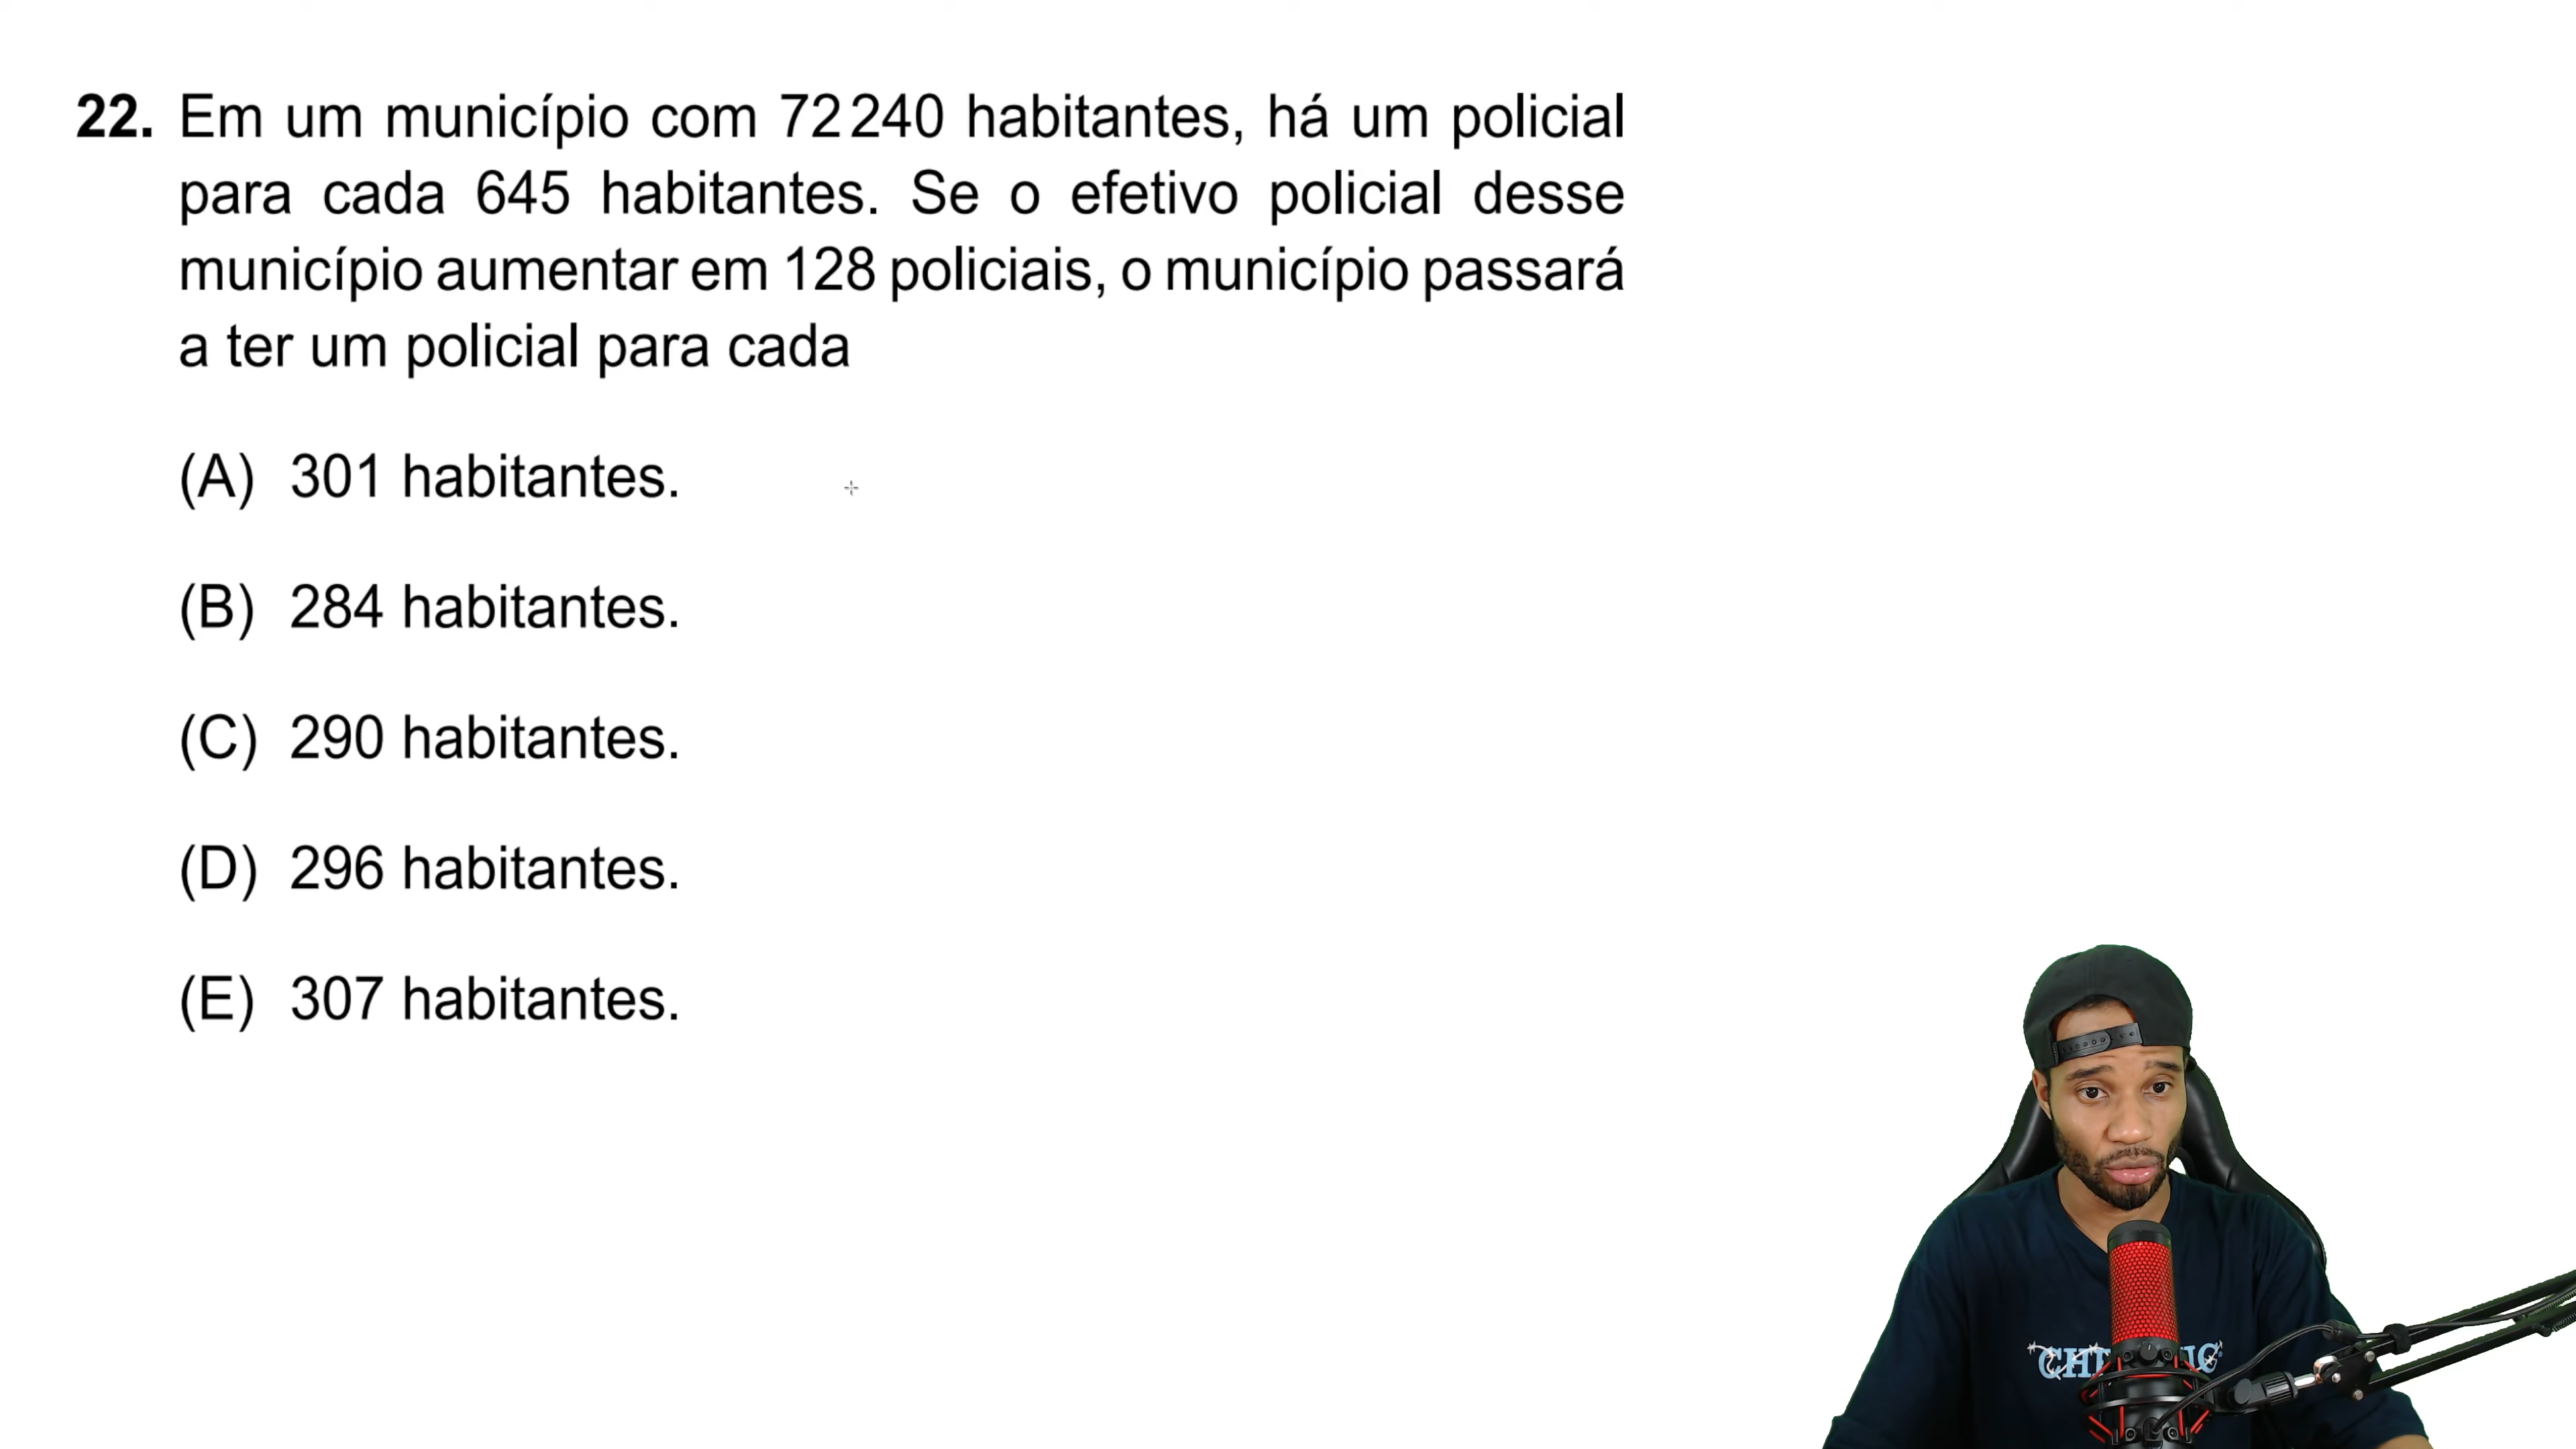 22. Em um município com 72 240 habitantes, há um policial
para cada 645 habitantes. Se o efetivo policial desse
município aumentar em 128 policiais, o município passará
a ter um policial para cada
(A) 301 habitantes.
(B) 284 habitantes.
(C) 290 habitantes.
(D) 296 habitantes.
(E) 307 habitantes.